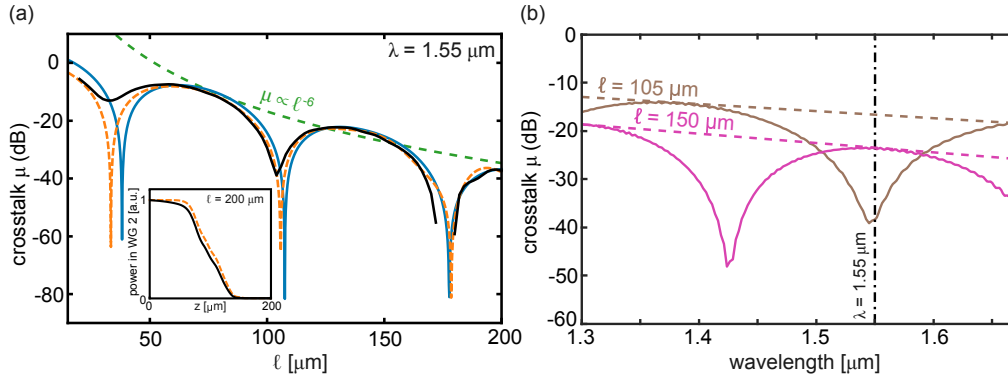 (a)
λ = 1.55 μm
μ ∝ ℓ⁻⁶
crosstalk μ (dB)
0
-20
-40
-60
-80
50
100
150
200
ℓ [μm]
ℓ = 200 μm
power in WG 2 [a.u.]
1
0
0
200
z [μm]
(b)
ℓ = 105 μm
ℓ = 150 μm
λ = 1.55 μm
crosstalk μ (dB)
0
-10
-20
-30
-40
-50
-60
1.3
1.4
1.5
1.6
wavelength [μm]